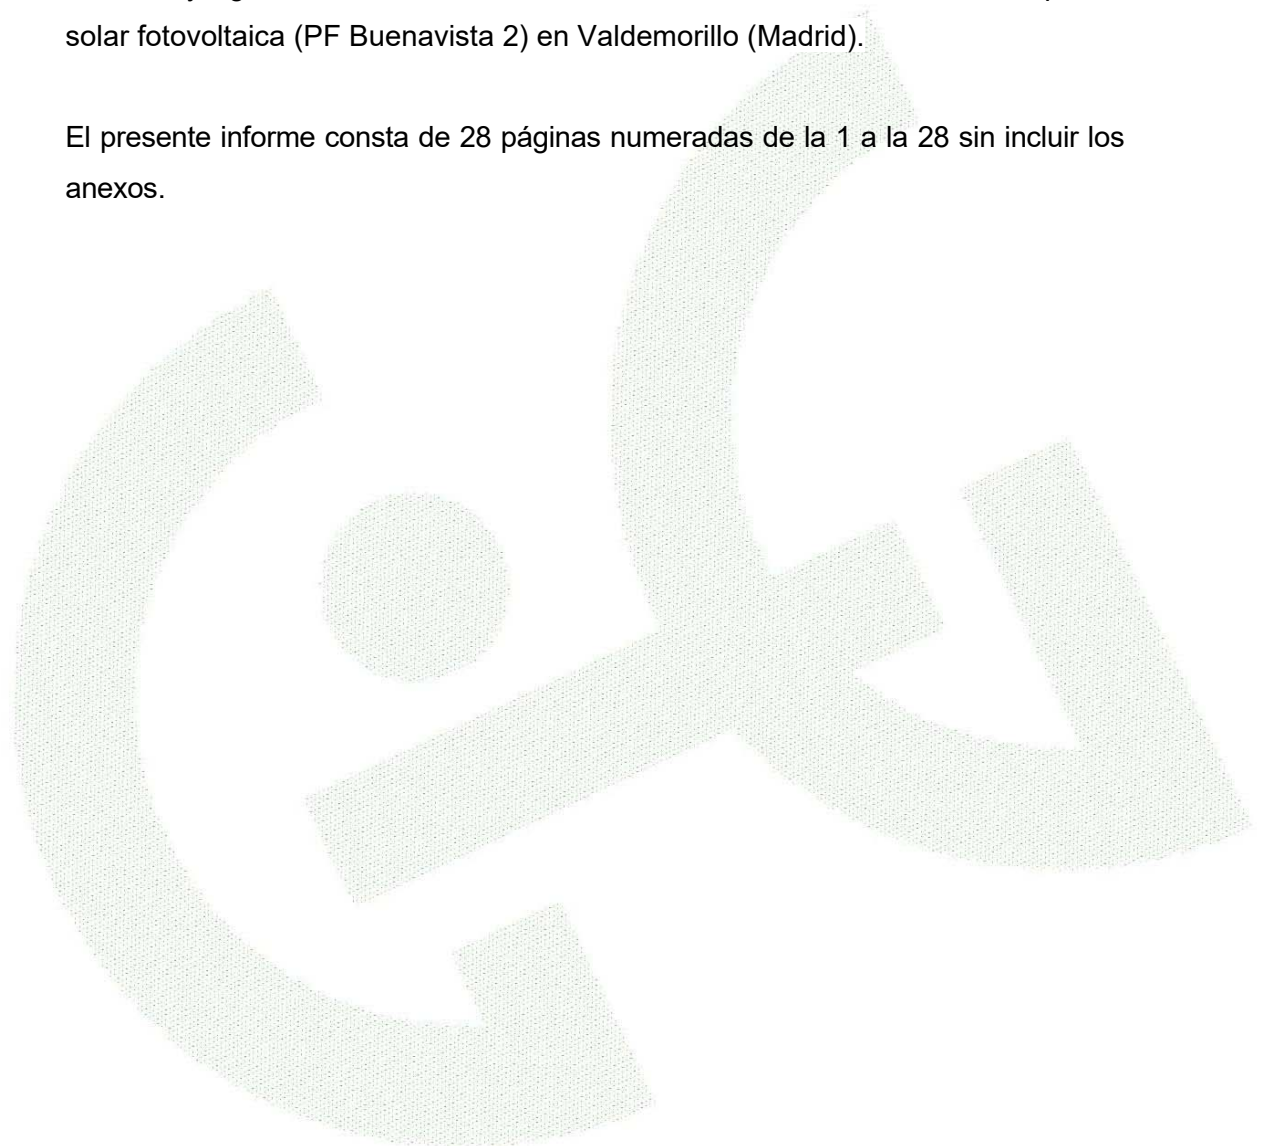 solar fotovoltaica (PF Buenavista 2) en Valdemorillo (Madrid).
El presente informe consta de 28 páginas numeradas de la 1 a la 28 sin incluir los
anexos.